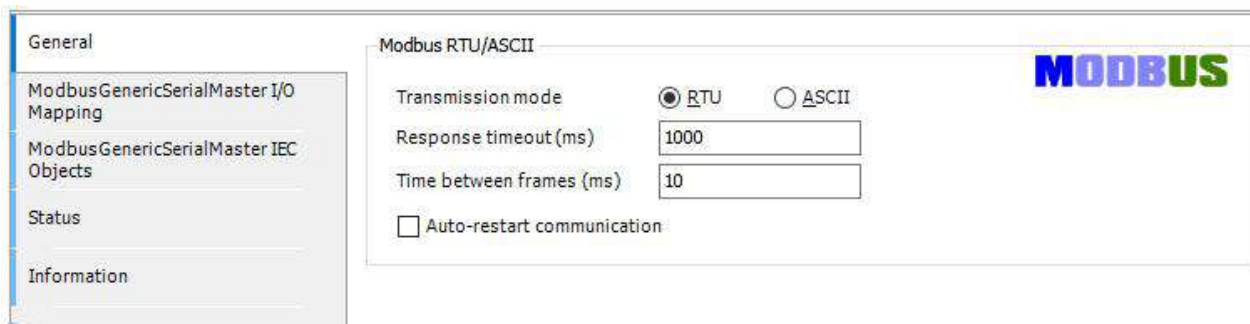 General
ModbusGenericSerialMaster I/O
Mapping
ModbusGenericSerialMaster IEC
Objects
Status
Information
Modbus RTU/ASCII
MODBUS
Transmission mode RTU ASCII
Response timeout (ms) 1000
Time between frames (ms) 10
Auto-restart communication